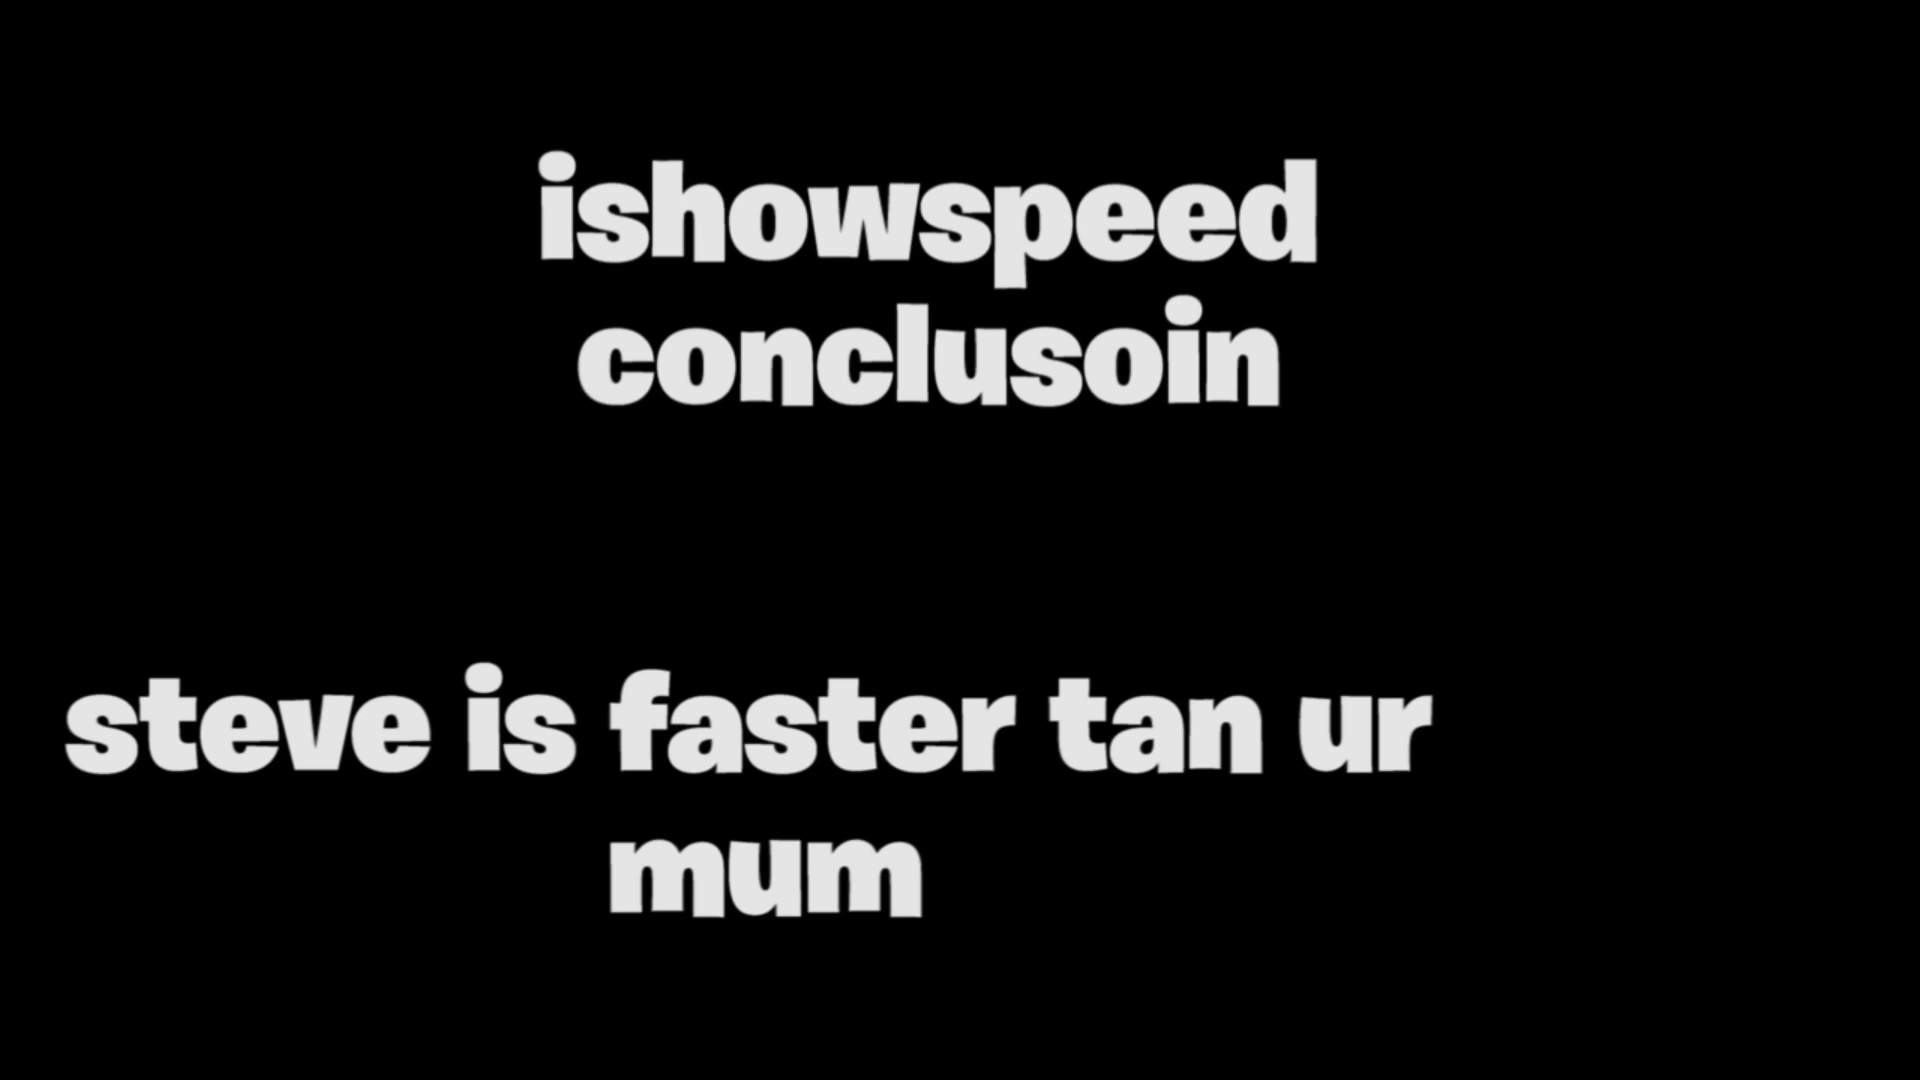 ishowspeed
conclusoin
steve is faster tan ur
mum